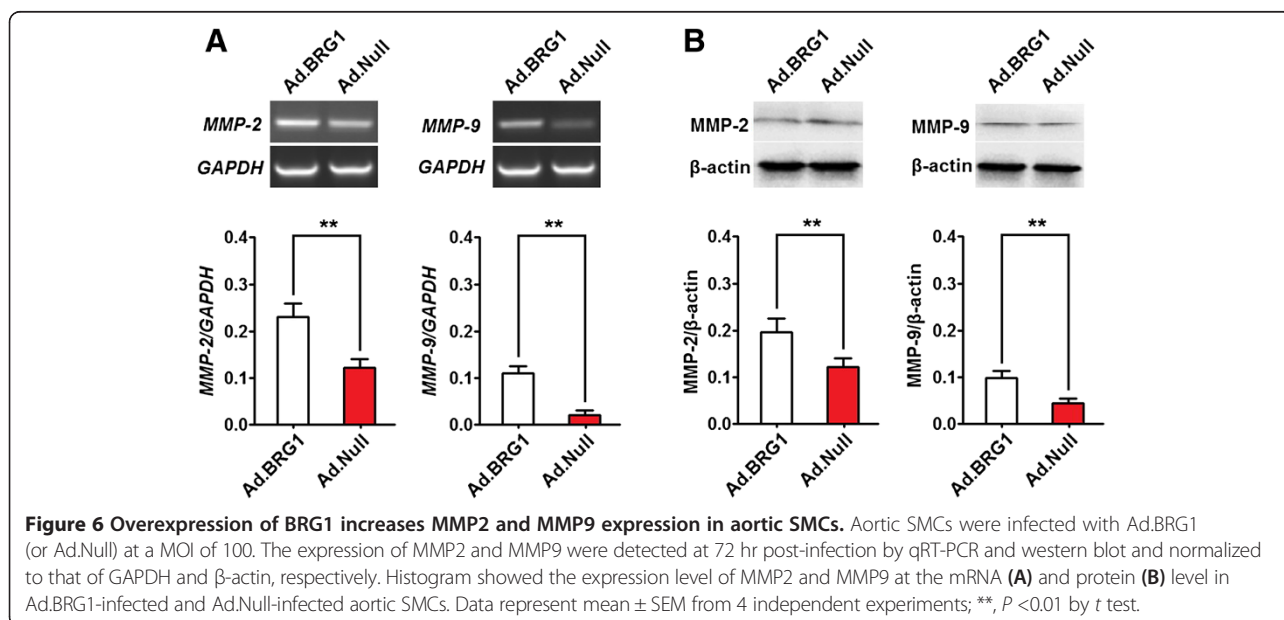 A
Ad.BRG1 Ad.Null Ad.BRG1 Ad.Null
MMP-2
GAPDH
MMP-9
GAPDH
**
0.4
0.3
0.2
0.1
0.0
MMP-2/GAPDH
Ad.BRG1 Ad.Null
**
0.4
0.3
0.2
0.1
0.0
MMP-9/GAPDH
Ad.BRG1 Ad.Null
B
Ad.BRG1 Ad.Null Ad.BRG1 Ad.Null
MMP-2
β-actin
MMP-9
β-actin
**
0.4
0.3
0.2
0.1
0.0
MMP-2/β-actin
Ad.BRG1 Ad.Null
**
0.4
0.3
0.2
0.1
0.0
MMP-9/β-actin
Ad.BRG1 Ad.Null
Figure 6 Overexpression of BRG1 increases MMP2 and MMP9 expression in aortic SMCs. Aortic SMCs were infected with Ad.BRG1
(or Ad.Null) at a MOI of 100. The expression of MMP2 and MMP9 were detected at 72 hr post-infection by qRT-PCR and western blot and normalized
to that of GAPDH and β-actin, respectively. Histogram showed the expression level of MMP2 and MMP9 at the mRNA (A) and protein (B) level in
Ad.BRG1-infected and Ad.Null-infected aortic SMCs. Data represent mean ± SEM from 4 independent experiments; **, P <0.01 by t test.